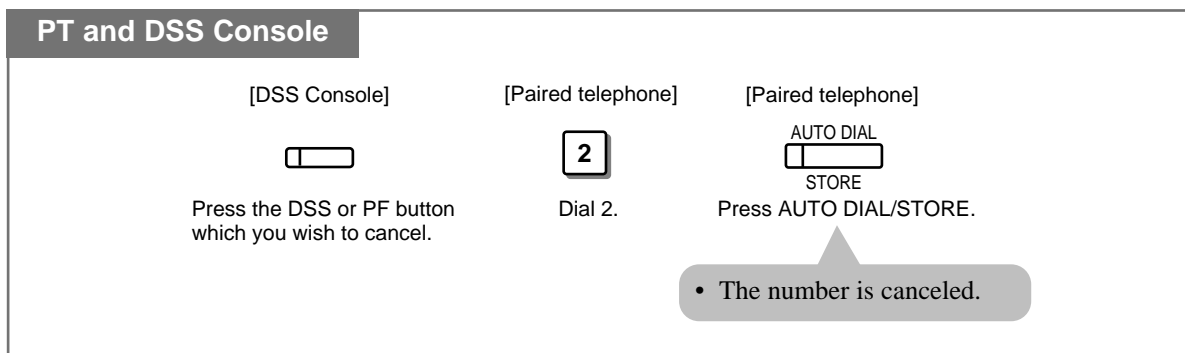 PT and DSS Console
[DSS Console]
[Paired telephone]
[Paired telephone]
AUTO DIAL
2
STORE
Press the DSS or PF button
which you wish to cancel.
Dial 2.
Press AUTO DIAL/STORE.
• The number is canceled.